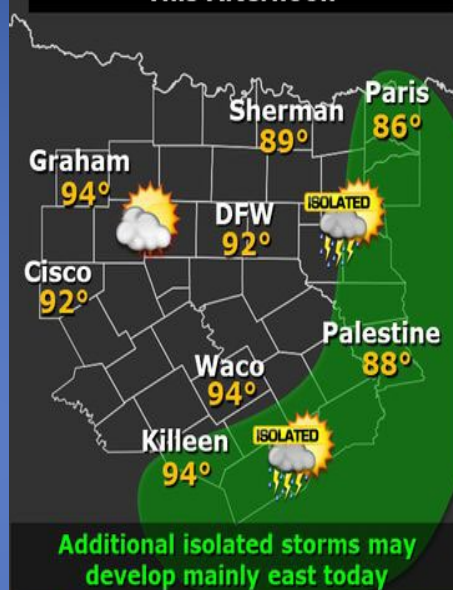 Paris
Sherman
86°
89°
Graham
94°
ISOLATED
DFW
92°
Cisco
92°
Palestine
88°
Waco
94°
Killeen
ISOLATED
94°
Additional isolated storms may
develop mainly east today